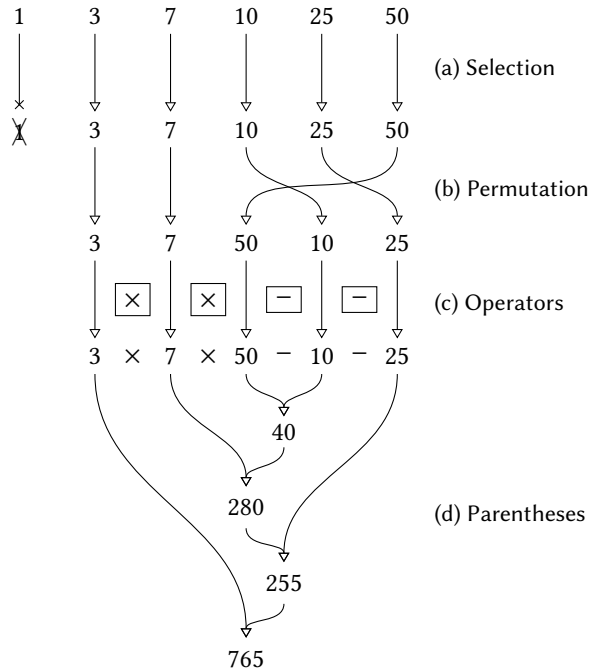 1 3 7 10 25 50
(a) Selection
1 3 7 10 25 50
(b) Permutation
3 7 50 10 25
× × − −
(c) Operators
3 × 7 × 50 − 10 − 25
40
280
(d) Parentheses
255
765